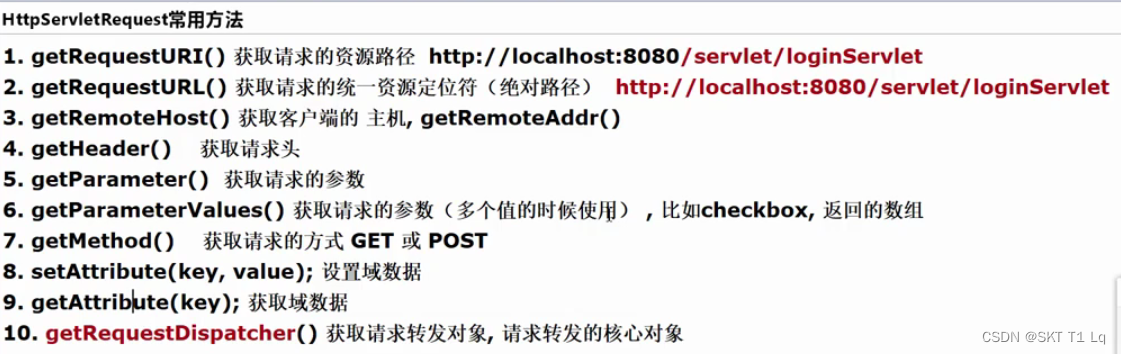 HttpServletRequest常用方法
1. getRequestURI() 获取请求的资源路径 http://localhost:8080/servlet/loginServlet
2. getRequestURL() 获取请求的统一资源定位符（绝对路径） http://localhost:8080/servlet/loginServlet
3. getRemoteHost() 获取客户端的 主机, getRemoteAddr()
4. getHeader() 获取请求头
5. getParameter() 获取请求的参数
6. getParameterValues() 获取请求的参数（多个值的时候使用） , 比如checkbox, 返回的数组
7. getMethod() 获取请求的方式 GET 或 POST
8. setAttribute(key, value); 设置域数据
9. getAttribute(key); 获取域数据
10. getRequestDispatcher() 获取请求转发对象, 请求转发的核心对象
CSDN @SKT T1 Lq